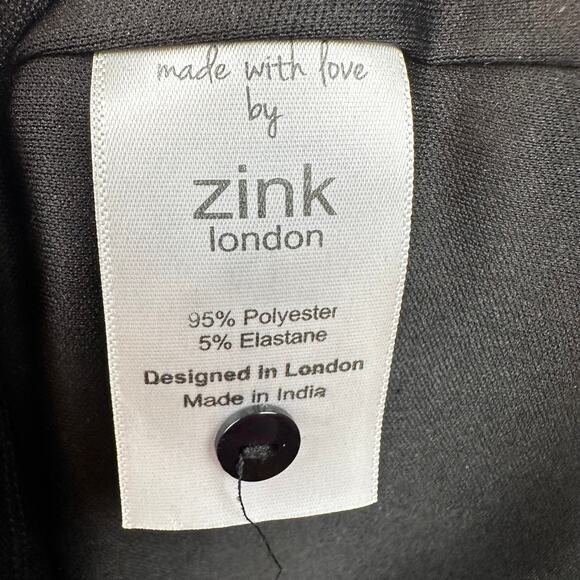 made with love
by
zink
london
95% Polyester
5% Elastane
Designed in London
Made in India